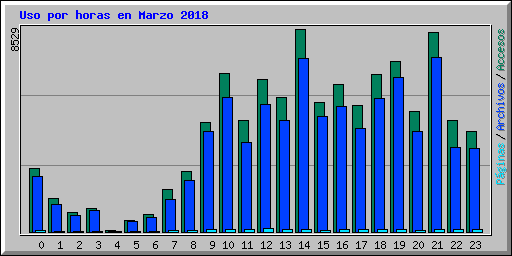 Uso por horas en Marzo 2018
8529
Páginas / Archivos / Accesos
0 1 2 3 4 5 6 7 8 9 10 11 12 13 14 15 16 17 18 19 20 21 22 23